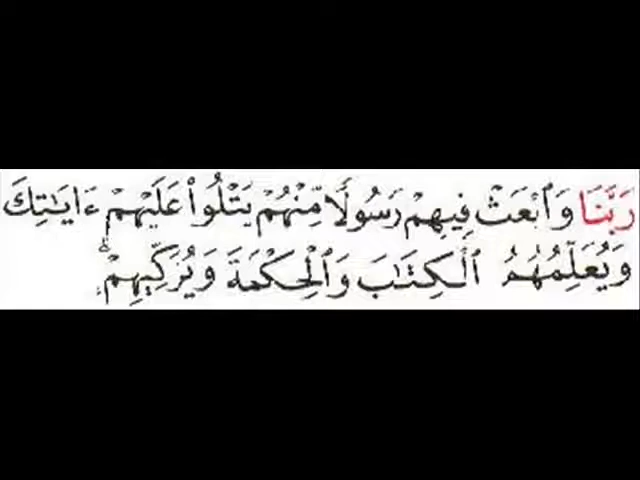 رَبَّنَا وَٱبْعَثْ فِيهِمْ رَسُولًا مِّنْهُمْ يَتْلُوا۟ عَلَيْهِمْ ءَايَـٰتِكَ
وَيُعَلِّمُهُمُ ٱلْكِتَـٰبَ وَٱلْحِكْمَةَ وَيُزَكِّيهِمْ ۚ